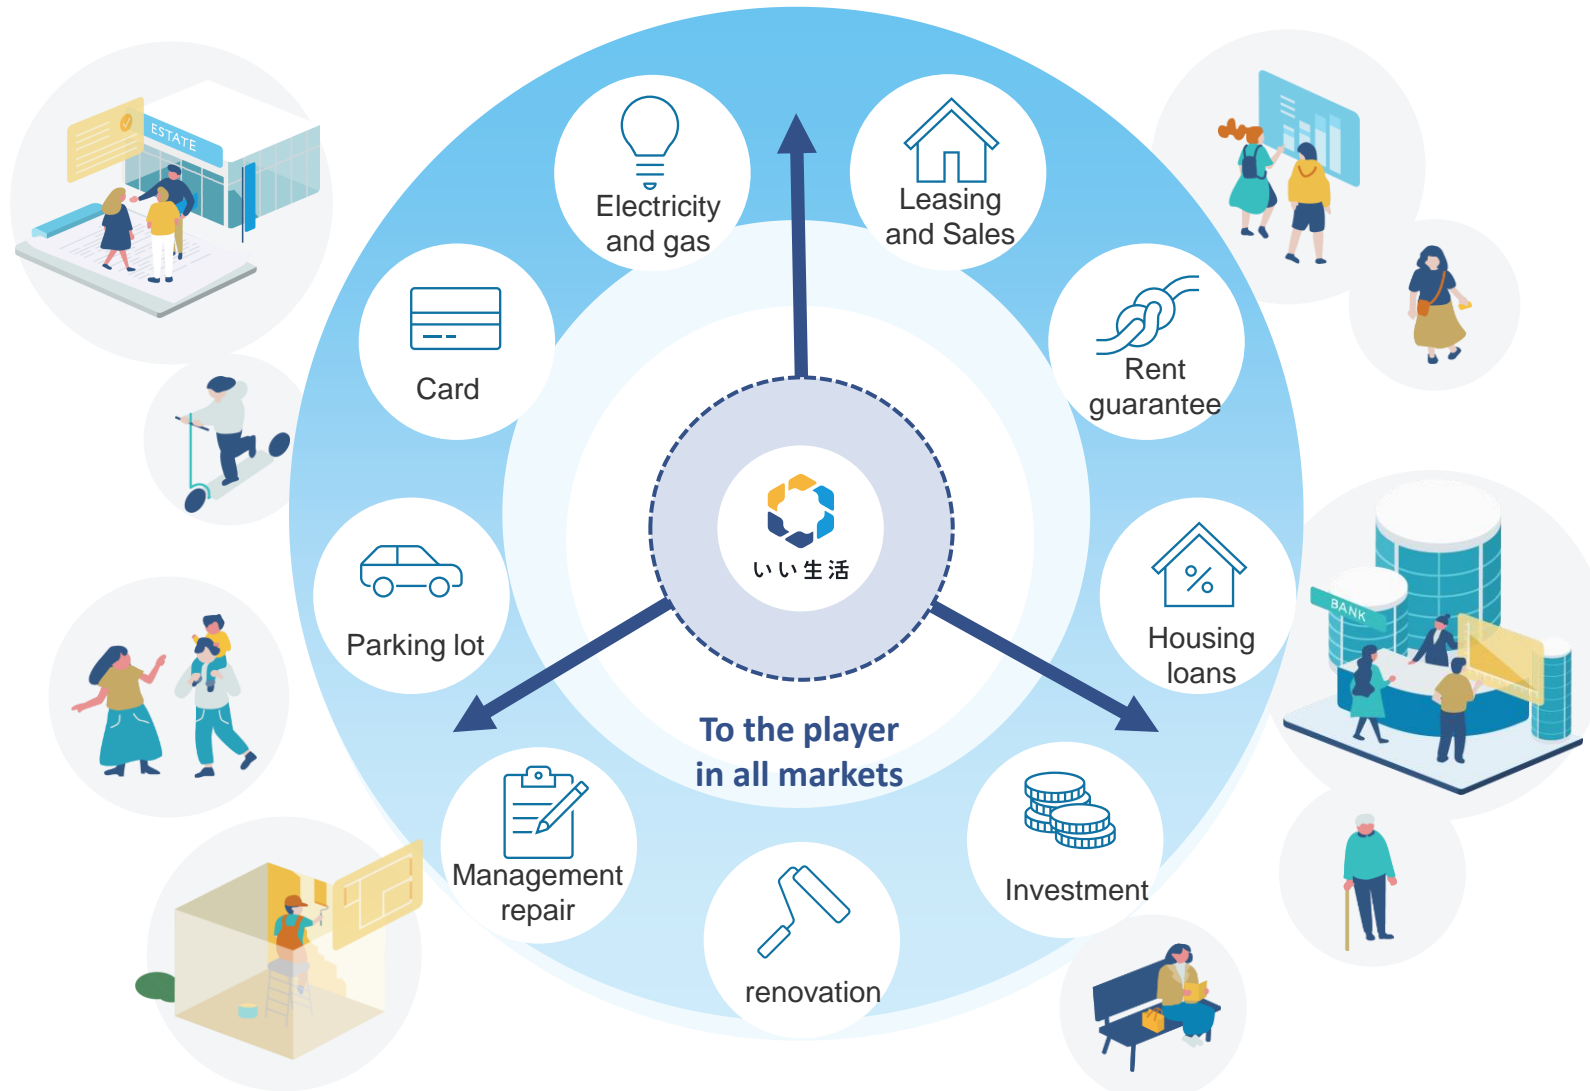 ESTATE
Electricity
and gas
Leasing
and Sales
Card
Rent
guarantee
いい生活
Parking lot
Housing
loans
BANK
To the player
in all markets
Management
repair
Investment
renovation